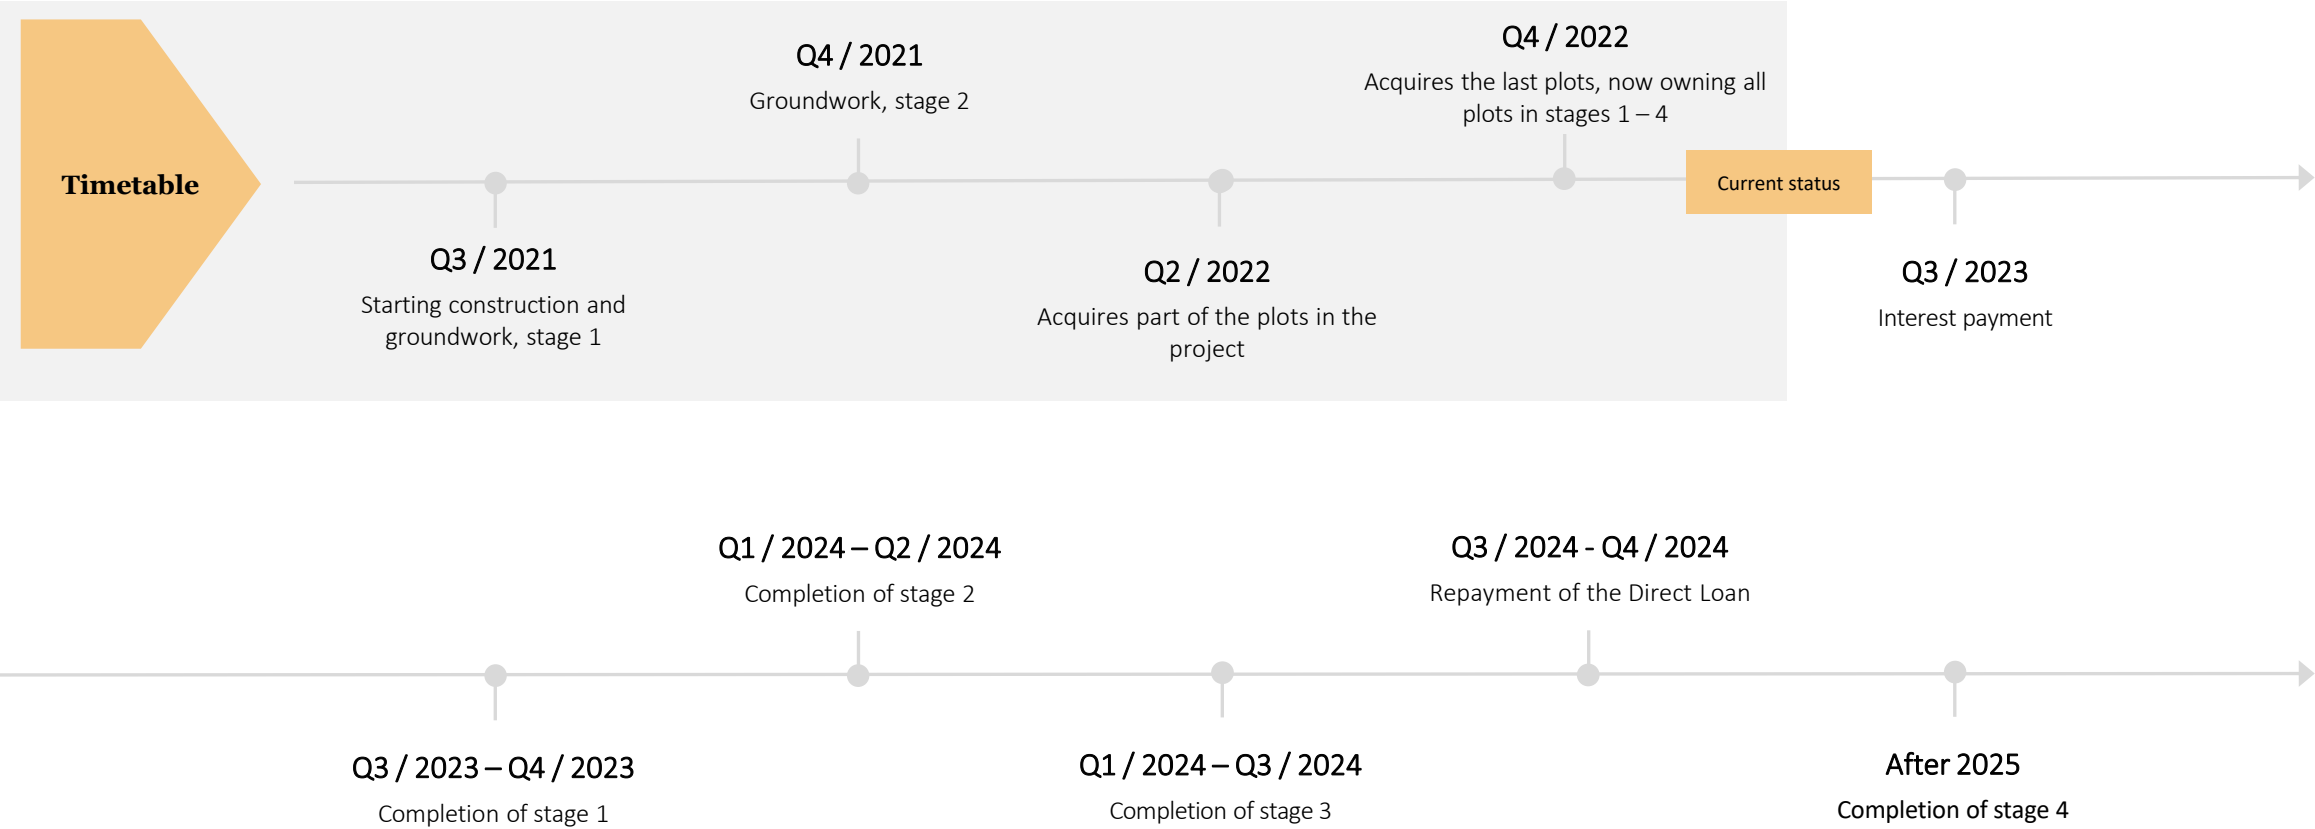 Timetable
Q3 / 2021
Starting construction and
groundwork, stage 1
Q4 / 2021
Groundwork, stage 2
Q2 / 2022
Acquires part of the plots in the
project
Q4 / 2022
Acquires the last plots, now owning all
plots in stages 1 – 4
Current status
Q3 / 2023
Interest payment
Q3 / 2023 – Q4 / 2023
Completion of stage 1
Q1 / 2024 – Q2 / 2024
Completion of stage 2
Q1 / 2024 – Q3 / 2024
Completion of stage 3
Q3 / 2024 - Q4 / 2024
Repayment of the Direct Loan
After 2025
Completion of stage 4